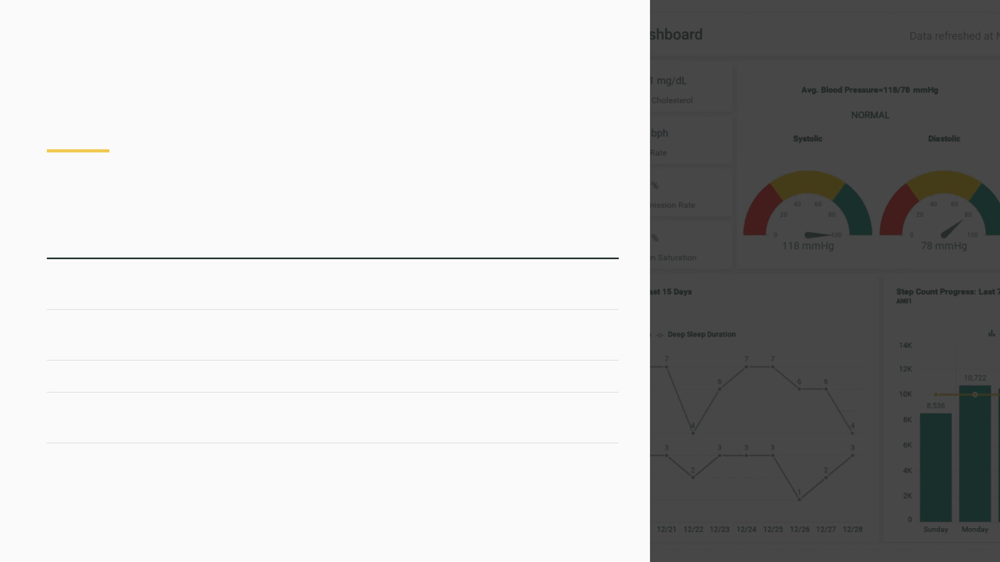 shboard
Data refreshed at N
1 mg/dL
Cholesterol
bph
Rate
%
nission Rate
%
en Saturation
Avg. Blood Pressure=118/78 mmHg
NORMAL
Systolic
Diastolic
0 20 40 60 80 100
118 mmHg
0 20 40 60 80 100
78 mmHg
ast 15 Days
Deep Sleep Duration
7 4 6 7 7 6 6 4
3 2 3 3 3 1 2 3
12/21 12/22 12/23 12/24 12/25 12/26 12/27 12/28
Step Count Progress: Last 7
AN01
14K
12K
10K
8K
6K
4K
2K
0
8,536
10,722
Sunday Monday